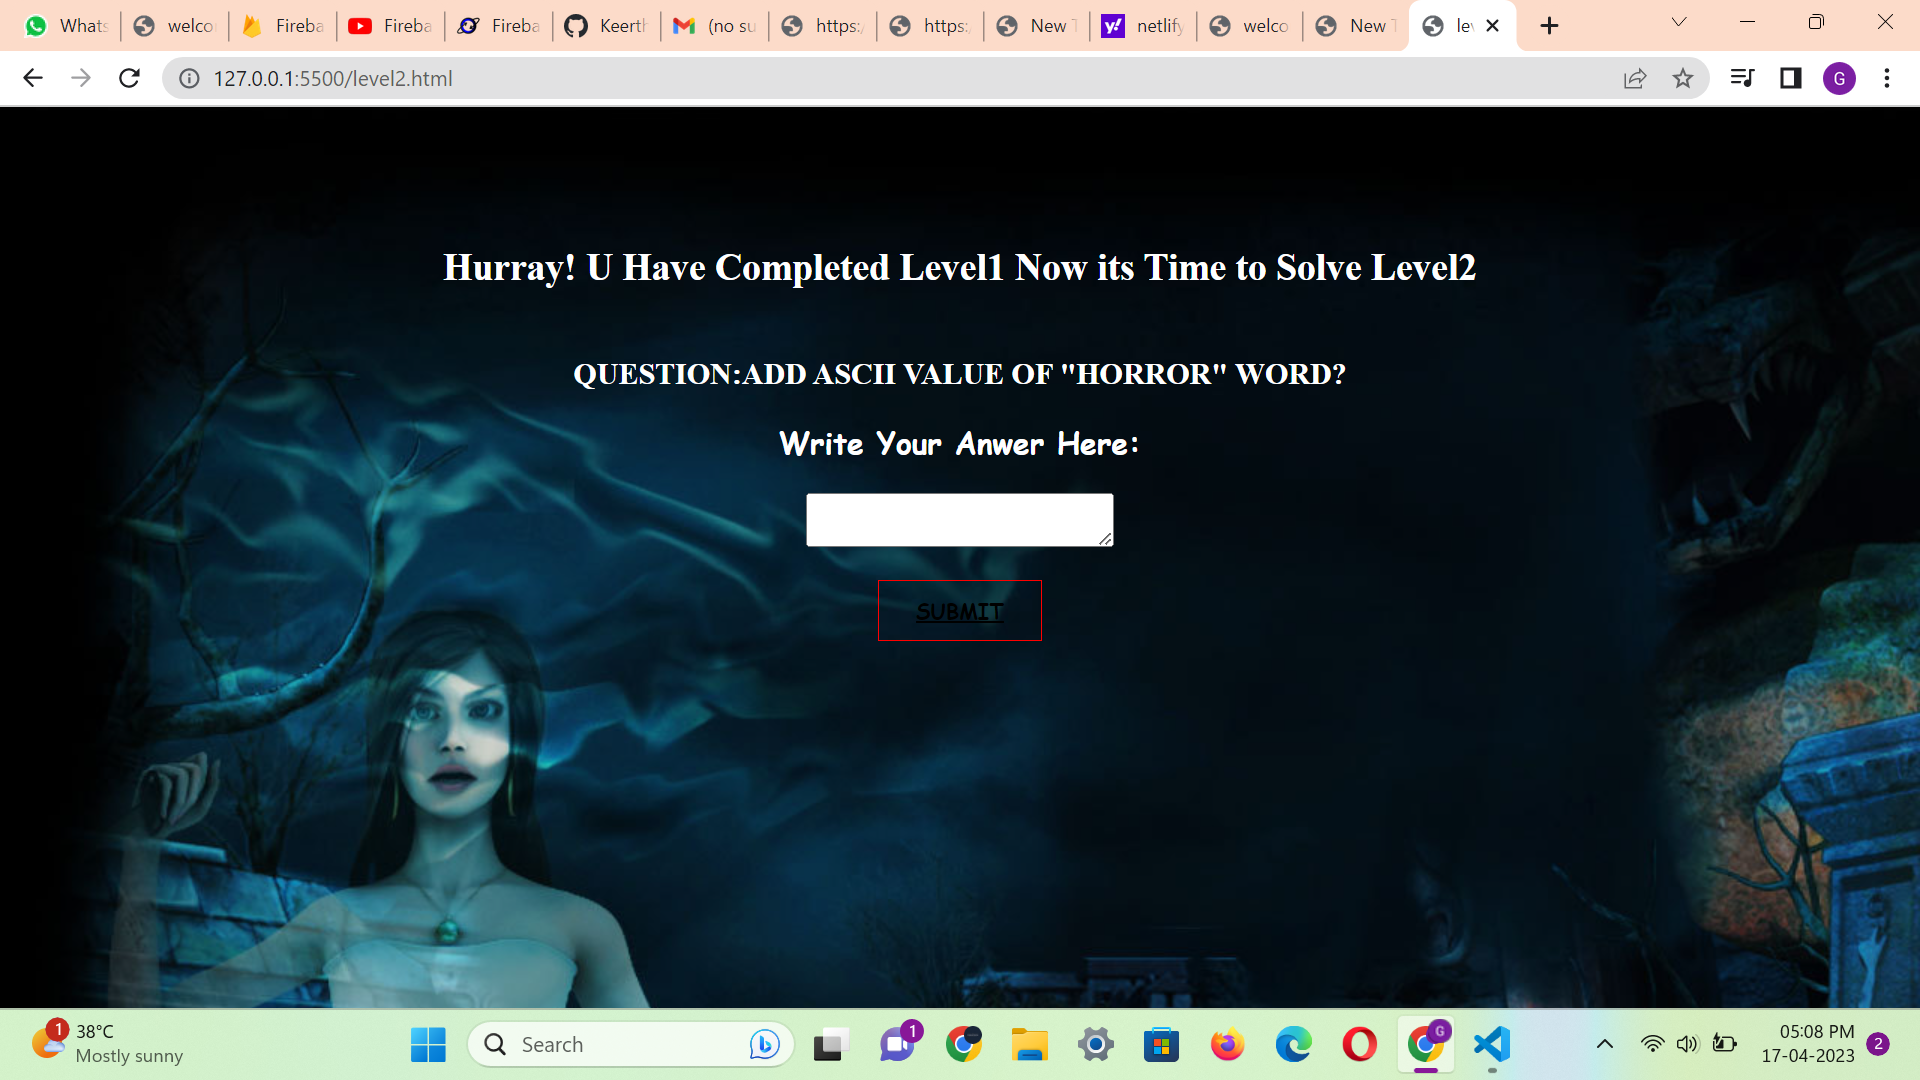 Whats
welco
Fireba
Fireba
Fireba
Keerth
(no su
https:/
https:/
New T
netlify
welco
New T
lev
127.0.0.1:5500/level2.html
G
Hurray! U Have Completed Level1 Now its Time to Solve Level2
QUESTION:ADD ASCII VALUE OF "HORROR" WORD?
Write Your Anwer Here:
SUBMIT
1
38°C
Mostly sunny
Search
1
G
05:08 PM
17-04-2023
2